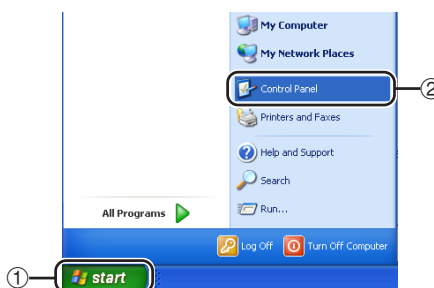 My Computer
My Network Places
Control Panel
②
Printers and Faxes
Help and Support
Search
All Programs
Run...
Log Off
Turn Off Computer
①
start